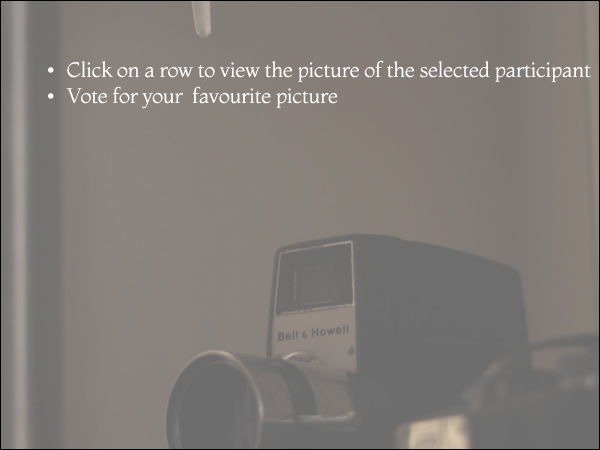 • Click on a row to view the picture of the selected participant
• Vote for your  favourite picture
Bell & Howell